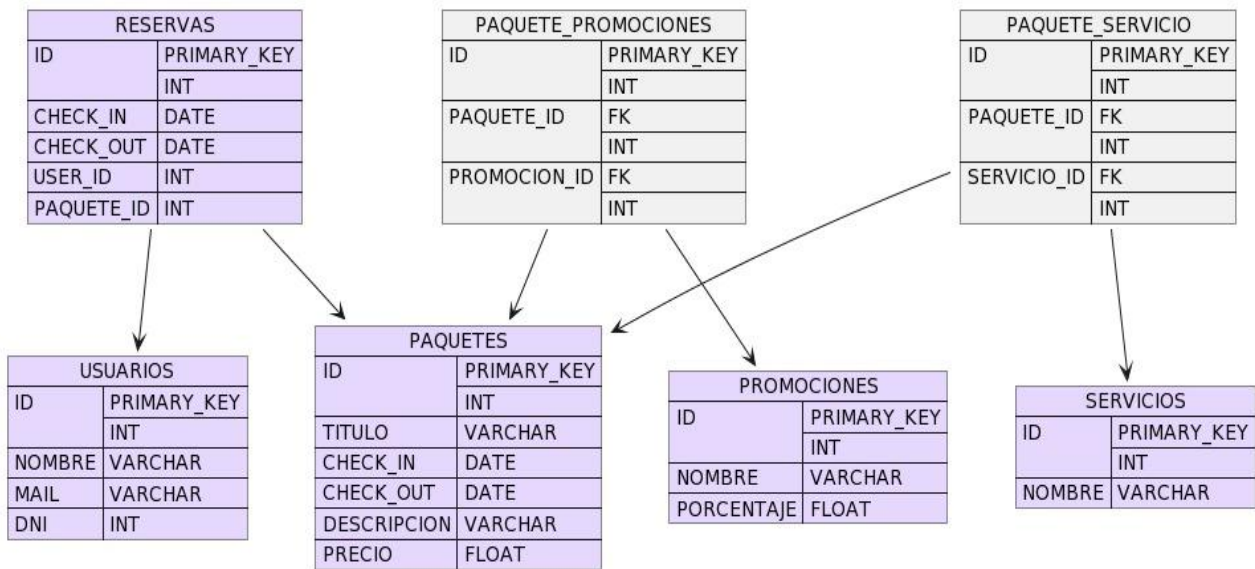 RESERVAS
ID PRIMARY_KEY
INT
CHECK_IN DATE
CHECK_OUT DATE
USER_ID INT
PAQUETE_ID INT
PAQUETE_PROMOCIONES
ID PRIMARY_KEY
INT
PAQUETE_ID FK
INT
PROMOCION_ID FK
INT
PAQUETE_SERVICIO
ID PRIMARY_KEY
INT
PAQUETE_ID FK
INT
SERVICIO_ID FK
INT
USUARIOS
ID PRIMARY_KEY
INT
NOMBRE VARCHAR
MAIL VARCHAR
DNI INT
PAQUETES
ID PRIMARY_KEY
INT
TITULO VARCHAR
CHECK_IN DATE
CHECK_OUT DATE
DESCRIPCION VARCHAR
PRECIO FLOAT
PROMOCIONES
ID PRIMARY_KEY
INT
NOMBRE VARCHAR
PORCENTAJE FLOAT
SERVICIOS
ID PRIMARY_KEY
INT
NOMBRE VARCHAR